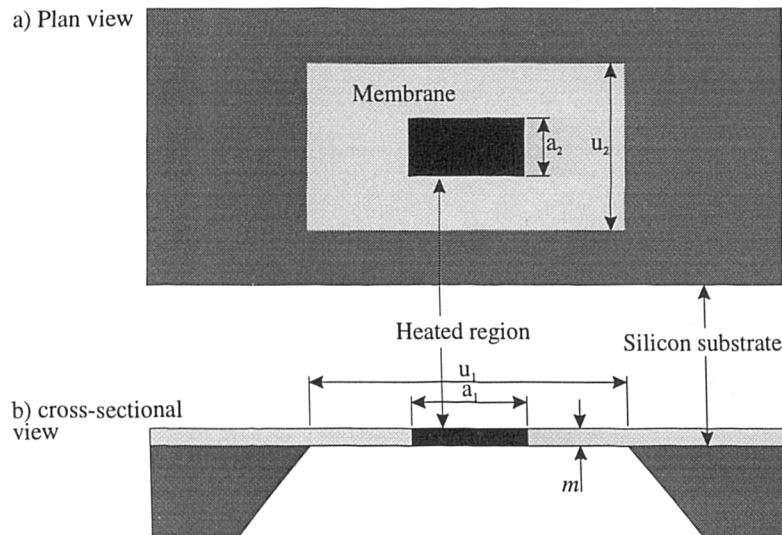 a) Plan view
Membrane
a₂
u₂
Heated region
Silicon substrate
u₁
a₁
b) cross-sectional
view
m